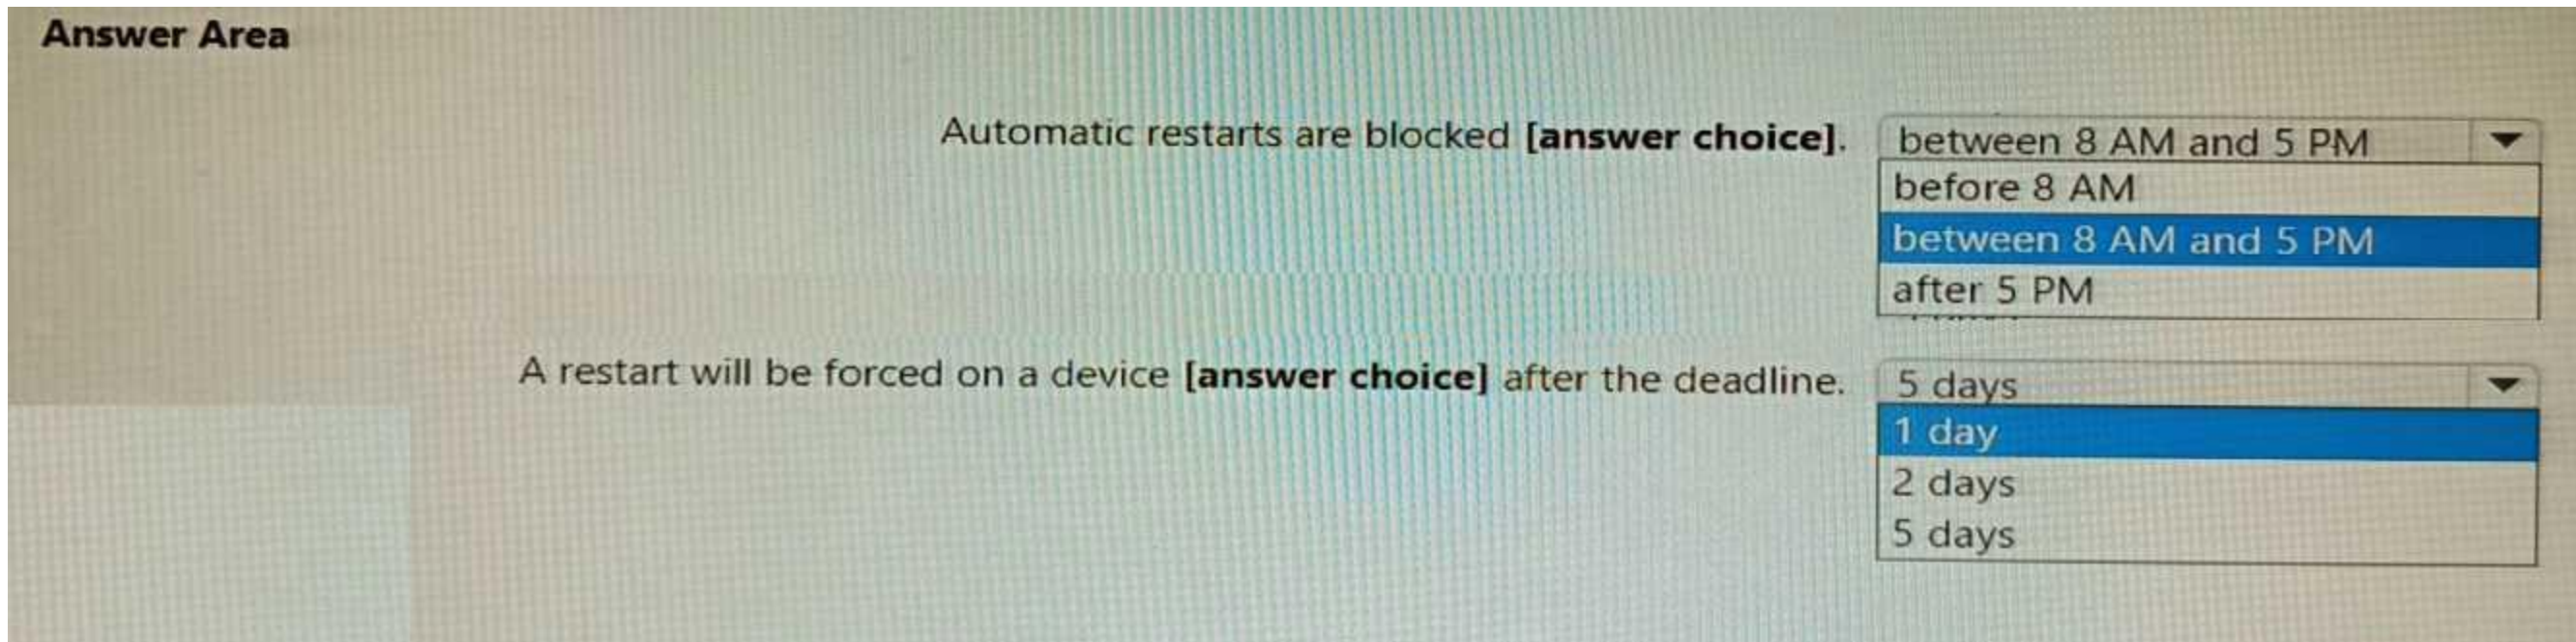 Answer Area
Automatic restarts are blocked [answer choice]. between 8 AM and 5 PM
before 8 AM
between 8 AM and 5 PM
after 5 PM
A restart will be forced on a device [answer choice] after the deadline. 5 days
1 day
2 days
5 days